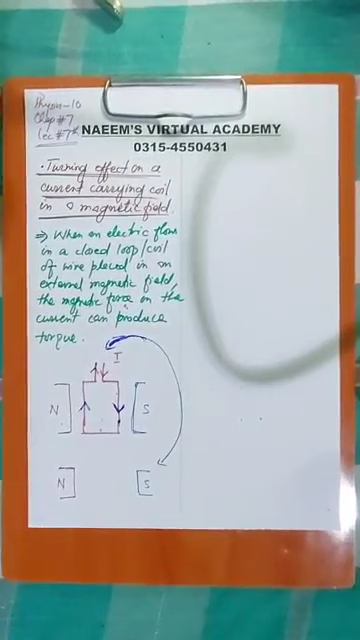 Physics-10
Chap#7
Lec#7
NAEEM'S VIRTUAL ACADEMY
0315-4550431
• Turning effect on a
current carrying coil
in a magnetic field.
⇒ When an electric flows
in a closed loop/coil
of wire placed in an
external magnetic field,
the magnetic force on the
current can produce
torque.
I
N S
N S